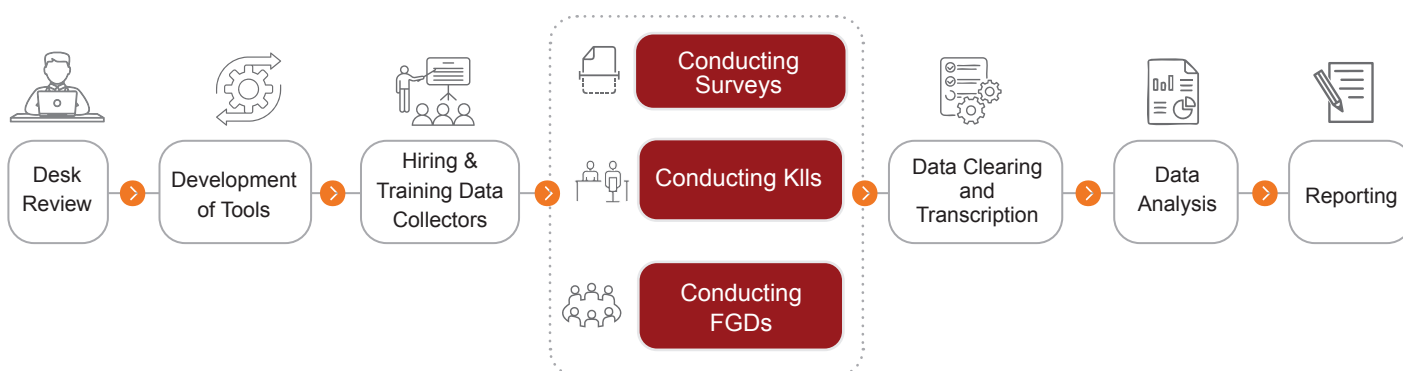 Desk
Review
Development
of Tools
Hiring &
Training Data
Collectors
Conducting
Surveys
Conducting KIIs
Conducting
FGDs
Data Clearing
and
Transcription
Data
Analysis
Reporting